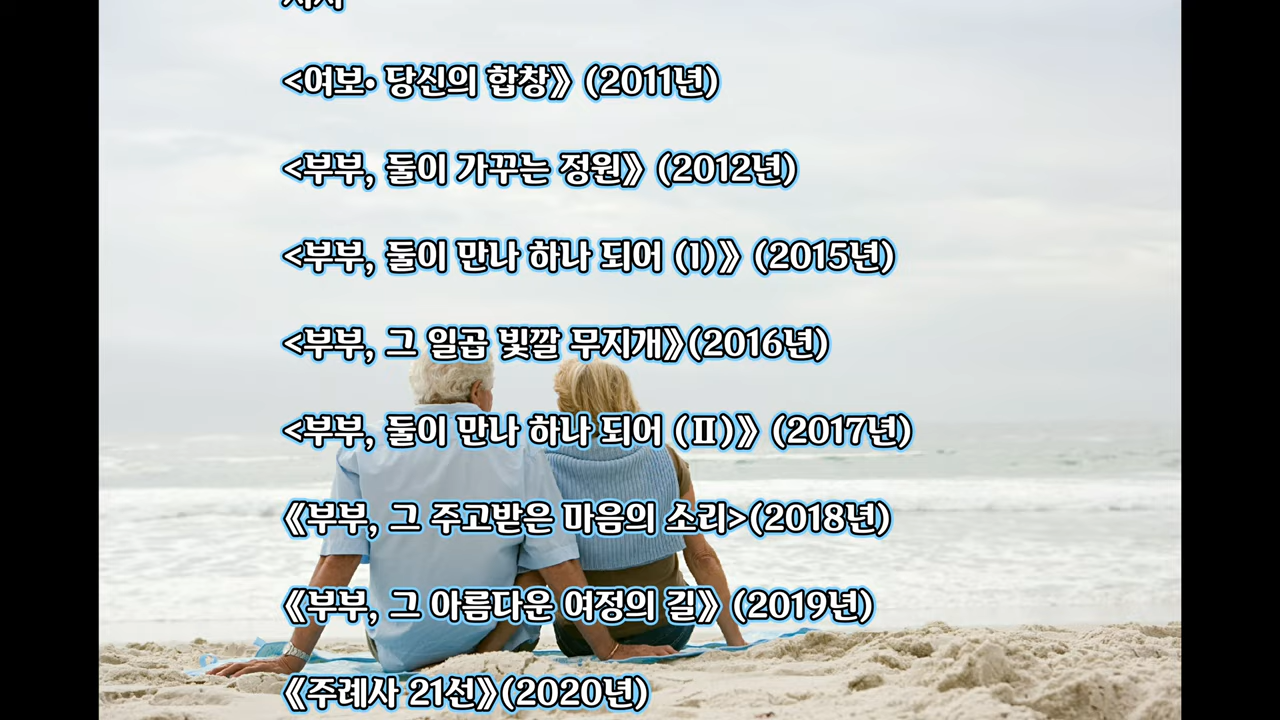 <여보• 당신의 합창》 (2011년)
<부부, 둘이 가꾸는 정원》 (2012년)
<부부, 둘이 만나 하나 되어 (I)》 (2015년)
<부부, 그 일곱 빛깔 무지개》(2016년)
<부부, 둘이 만나 하나 되어 (Ⅱ)》 (2017년)
《부부, 그 주고받은 마음의 소리>(2018년)
《부부, 그 아름다운 여정의 길》 (2019년)
《주례사 21선》(2020년)